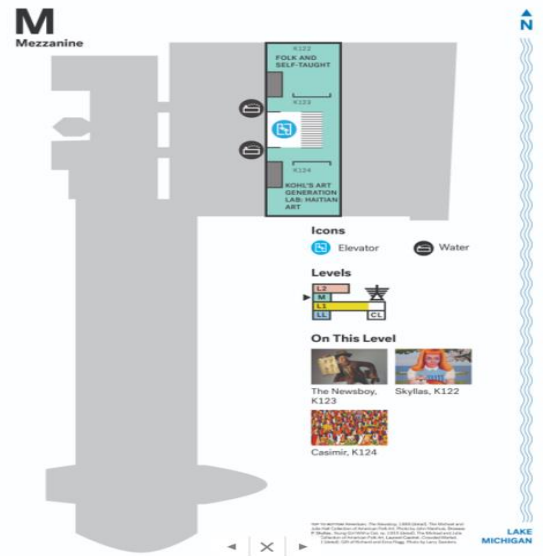 M
Mezzanine
N
K122
FOLK AND
SELF-TAUGHT
K123
K124
KOHL'S ART
GENERATION
LAB: HAITIAN
ART
Icons
Elevator
Water
Levels
L2
M
L1
LL
CL
On This Level
The Newsboy,
K123
Skyllas, K122
Casimir, K124
LAKE
MICHIGAN